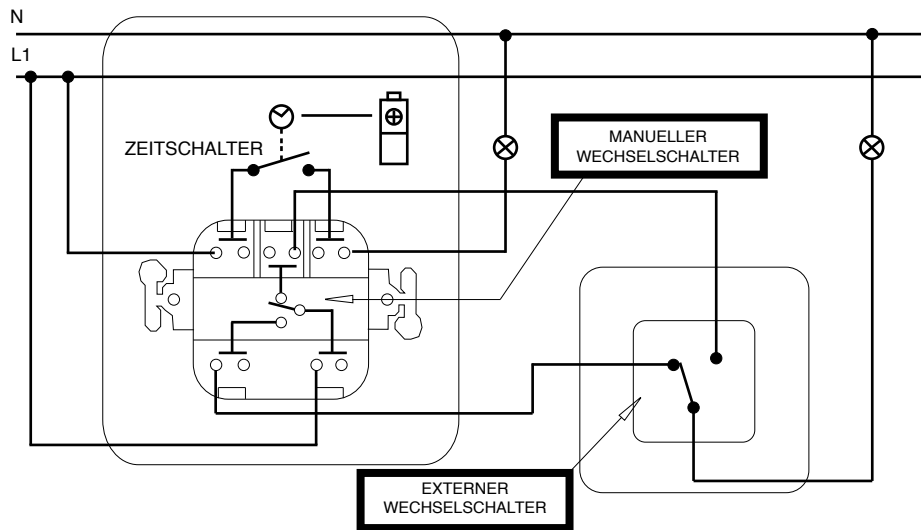 N
L1
ZEITSCHALTER
MANUELLER
WECHSELSCHALTER
EXTERNER
WECHSELSCHALTER